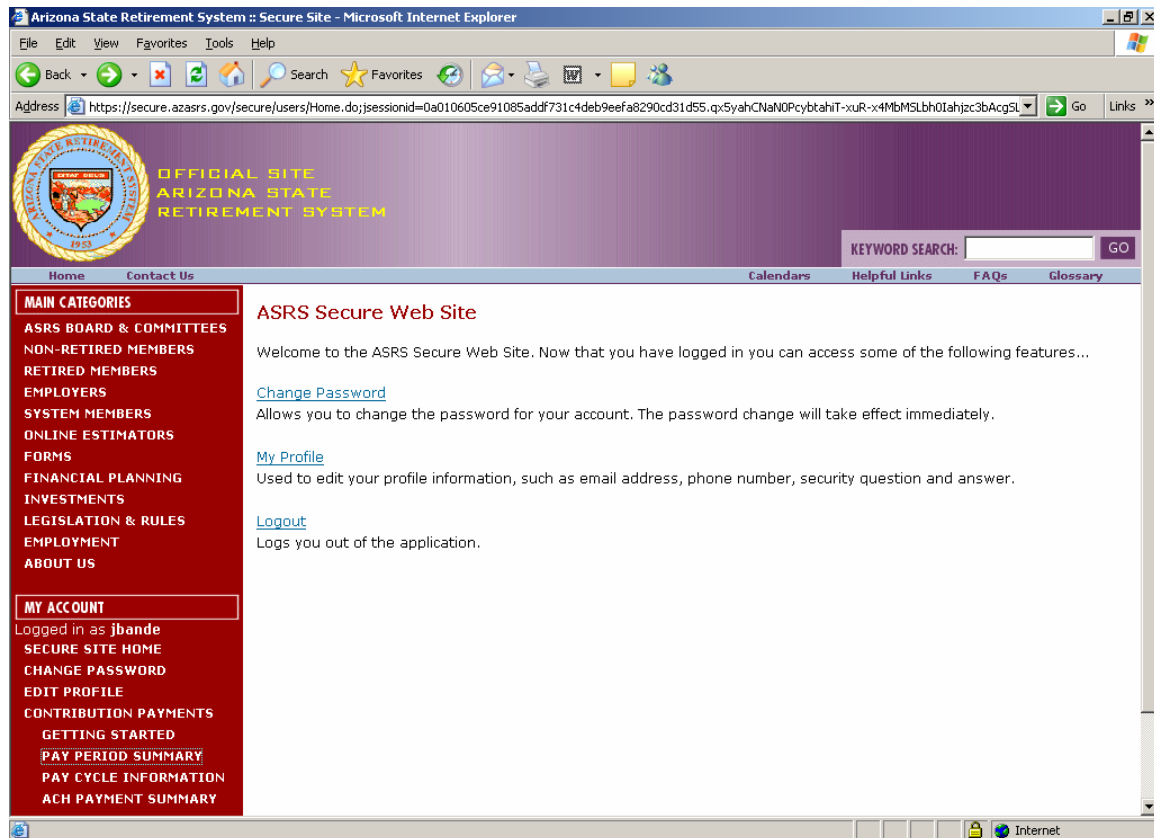 Arizona State Retirement System :: Secure Site - Microsoft Internet Explorer
File Edit View Favorites Tools Help
Back Search Favorites
Address https://secure.azasrs.gov/secure/users/Home.do;jsessionid=0a010605ce91085addf731c4deb9eefa8290cd31d55.qx5yahCNaN0PcybtahiT-xuR-x4MbMSLbh0Iahjzc3bAcgSL Go Links »
ARIZONA STATE RETIREMENT SYSTEM
DITAT DEUS
1953
OFFICIAL SITE
ARIZONA STATE
RETIREMENT SYSTEM
KEYWORD SEARCH: GO
Home Contact Us Calendars Helpful Links FAQs Glossary
MAIN CATEGORIES
ASRS BOARD & COMMITTEES
NON-RETIRED MEMBERS
RETIRED MEMBERS
EMPLOYERS
SYSTEM MEMBERS
ONLINE ESTIMATORS
FORMS
FINANCIAL PLANNING
INVESTMENTS
LEGISLATION & RULES
EMPLOYMENT
ABOUT US
MY ACCOUNT
Logged in as jbande
SECURE SITE HOME
CHANGE PASSWORD
EDIT PROFILE
CONTRIBUTION PAYMENTS
GETTING STARTED
PAY PERIOD SUMMARY
PAY CYCLE INFORMATION
ACH PAYMENT SUMMARY
ASRS Secure Web Site
Welcome to the ASRS Secure Web Site. Now that you have logged in you can access some of the following features...
Change Password
Allows you to change the password for your account. The password change will take effect immediately.
My Profile
Used to edit your profile information, such as email address, phone number, security question and answer.
Logout
Logs you out of the application.
Internet